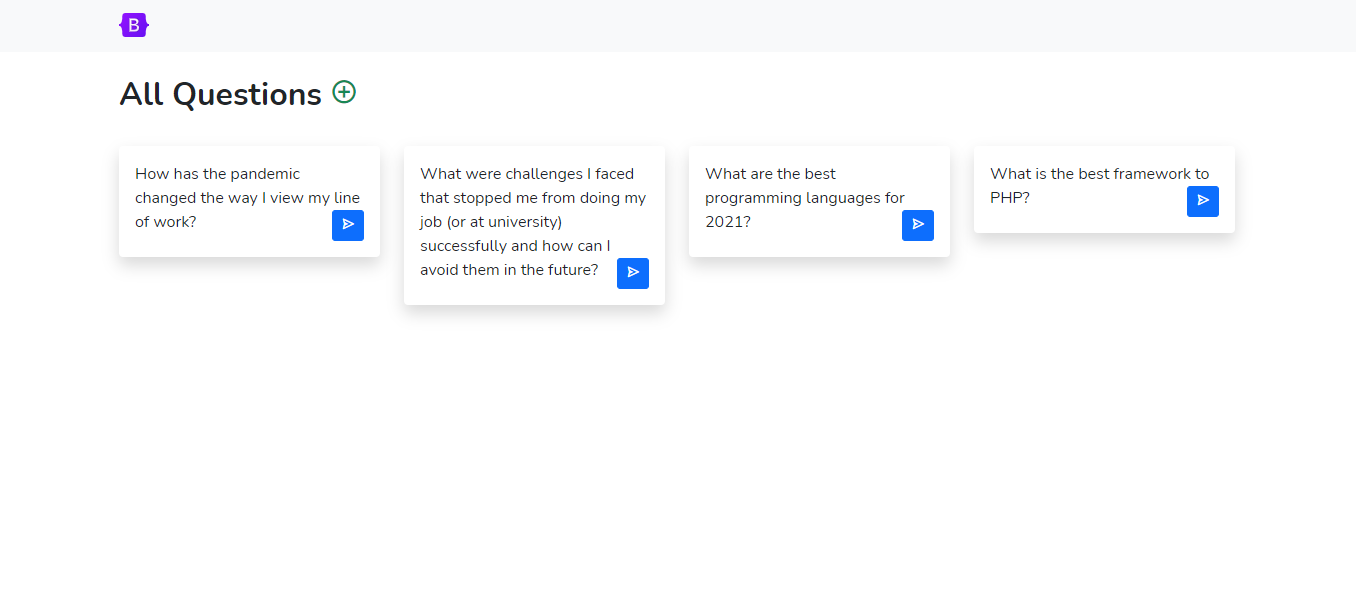 B
All Questions
How has the pandemic
changed the way I view my line
of work?
What were challenges I faced
that stopped me from doing my
job (or at university)
successfully and how can I
avoid them in the future?
What are the best
programming languages for
2021?
What is the best framework to
PHP?